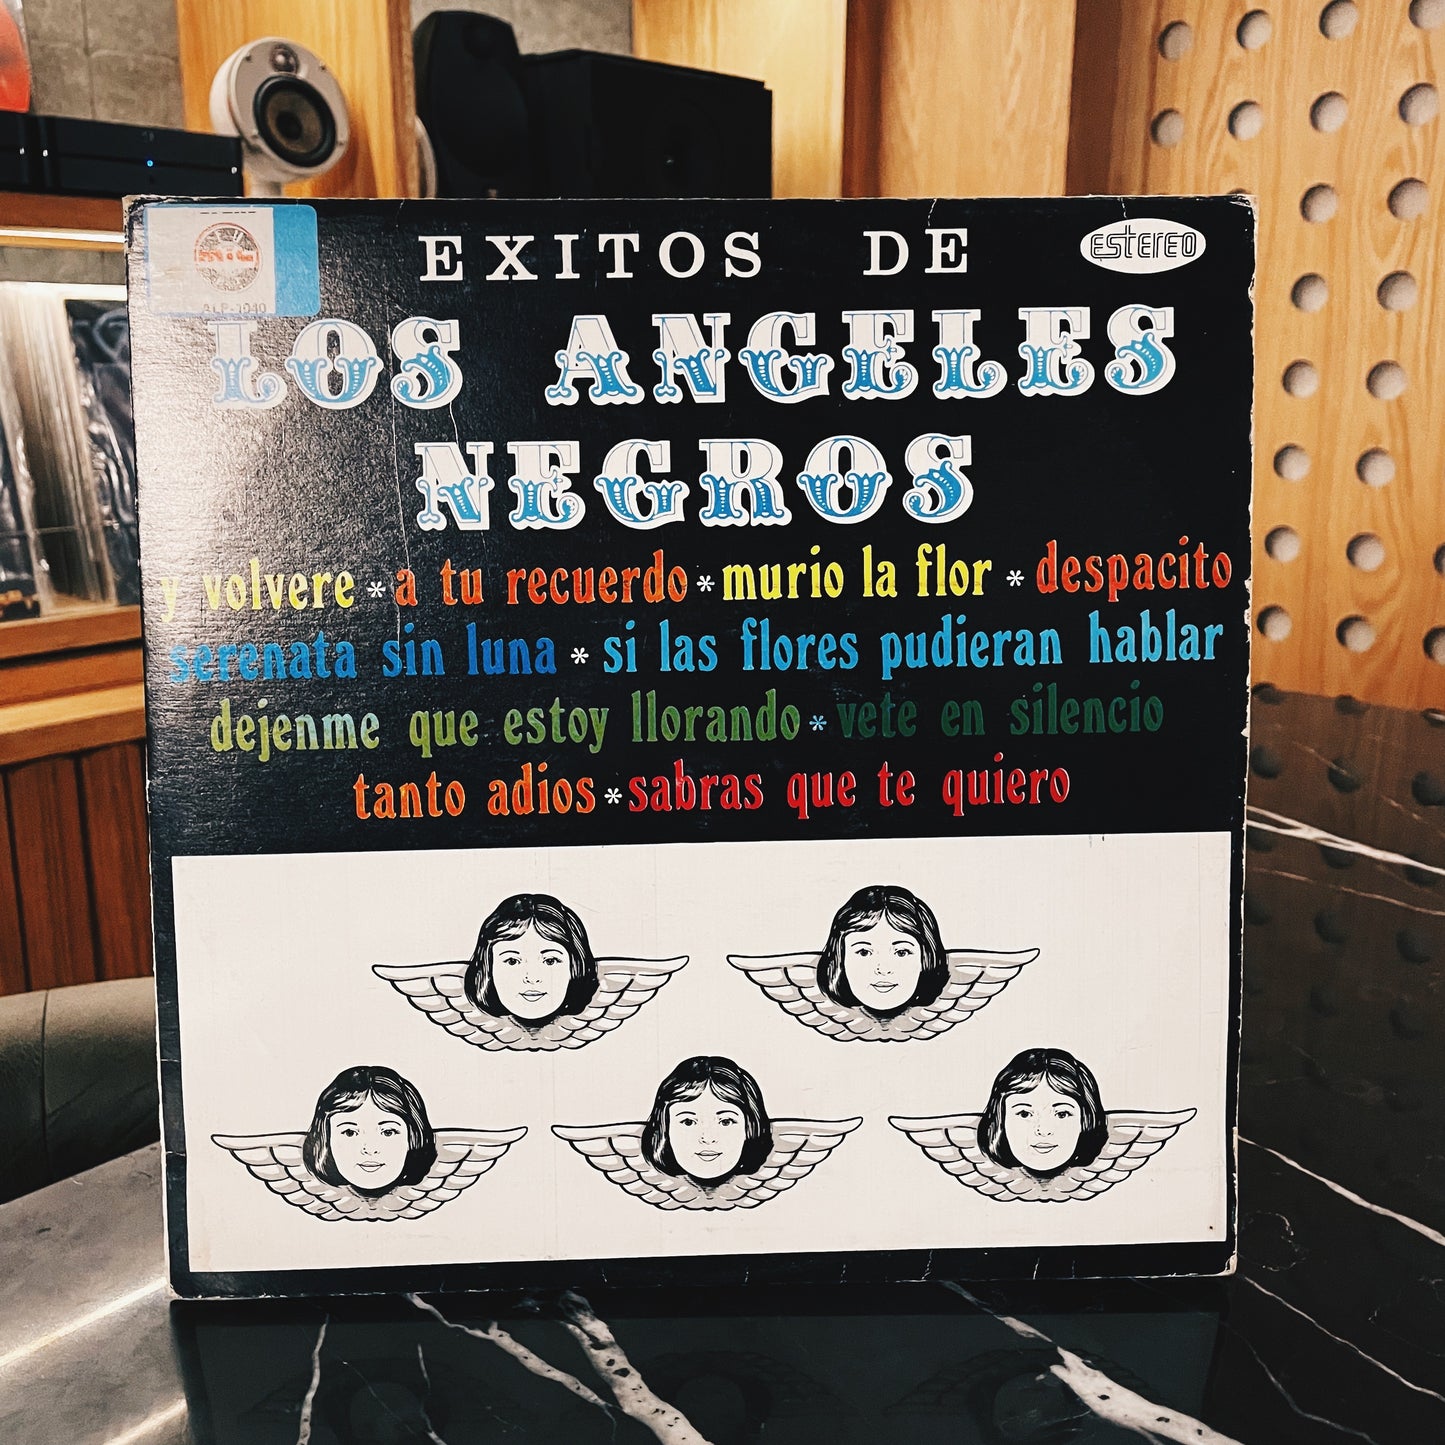 EXITOS DE
estereo
LOS ANGELES
NEGROS
y volvere * a tu recuerdo * murio la flor * despacito
serenata sin luna * si las flores pudieran hablar
dejenme que estoy llorando * vete en silencio
tanto adios * sabras que te quiero